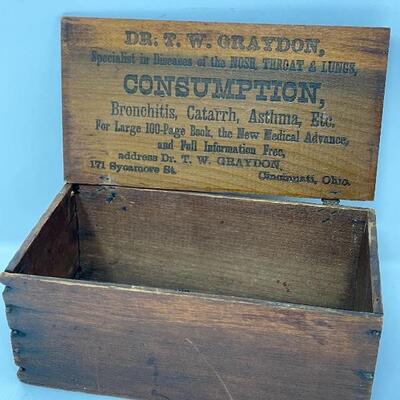 DR. T. W. GRAYDON,
Specialist in Diseases of the NOSE, THROAT & LUNGS,
CONSUMPTION,
Bronchitis, Catarrh, Asthma, Etc.
For Large 100-Page Book, the New Medical Advance,
and Full Information Free,
address Dr. T. W. GRAYDON,
171 Sycamore St. Cincinnati, Ohio.